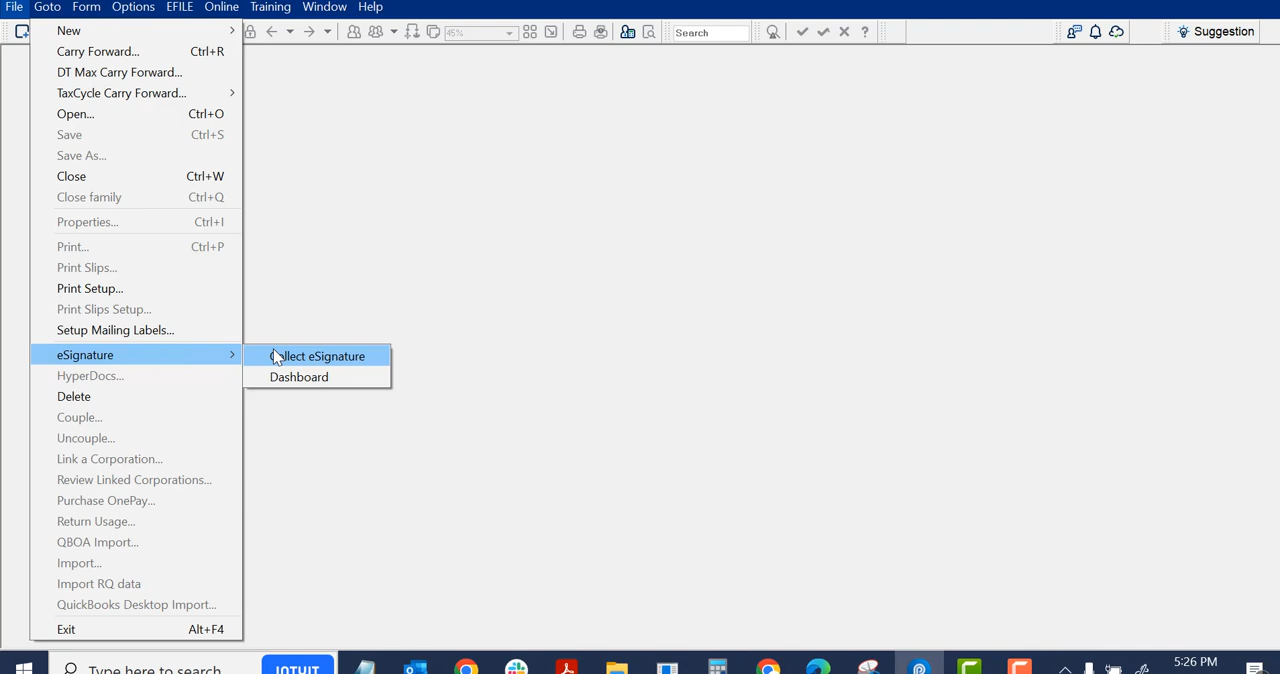 File Goto Form Options EFILE Online Training Window Help
45% Search Suggestion
New
Carry Forward... Ctrl+R
DT Max Carry Forward...
TaxCycle Carry Forward...
Open... Ctrl+O
Save Ctrl+S
Save As...
Close Ctrl+W
Close family Ctrl+Q
Properties... Ctrl+I
Print... Ctrl+P
Print Slips...
Print Setup...
Print Slips Setup...
Setup Mailing Labels...
eSignature
Collect eSignature
Dashboard
HyperDocs...
Delete
Couple...
Uncouple...
Link a Corporation...
Review Linked Corporations...
Purchase OnePay...
Return Usage...
QBOA Import...
Import...
Import RQ data
QuickBooks Desktop Import...
Exit Alt+F4
Type here to search INTUIT 5:26 PM